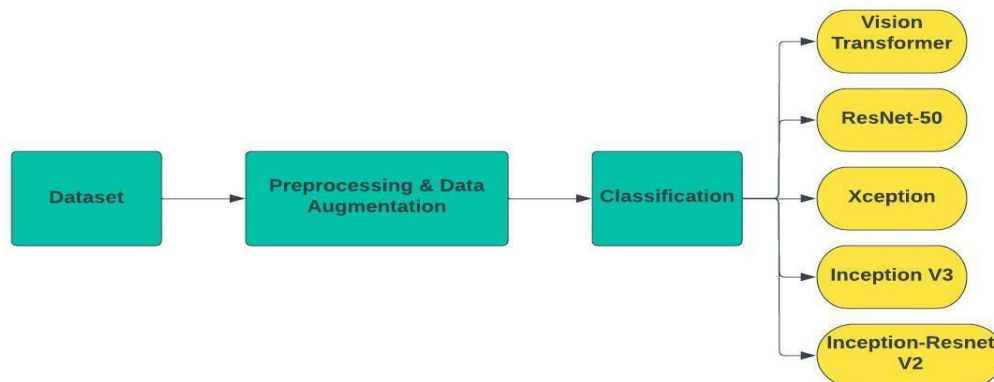 Vision
Transformer
ResNet-50
Dataset
Preprocessing & Data
Augmentation
Classification
Xception
Inception V3
Inception-Resnet
V2